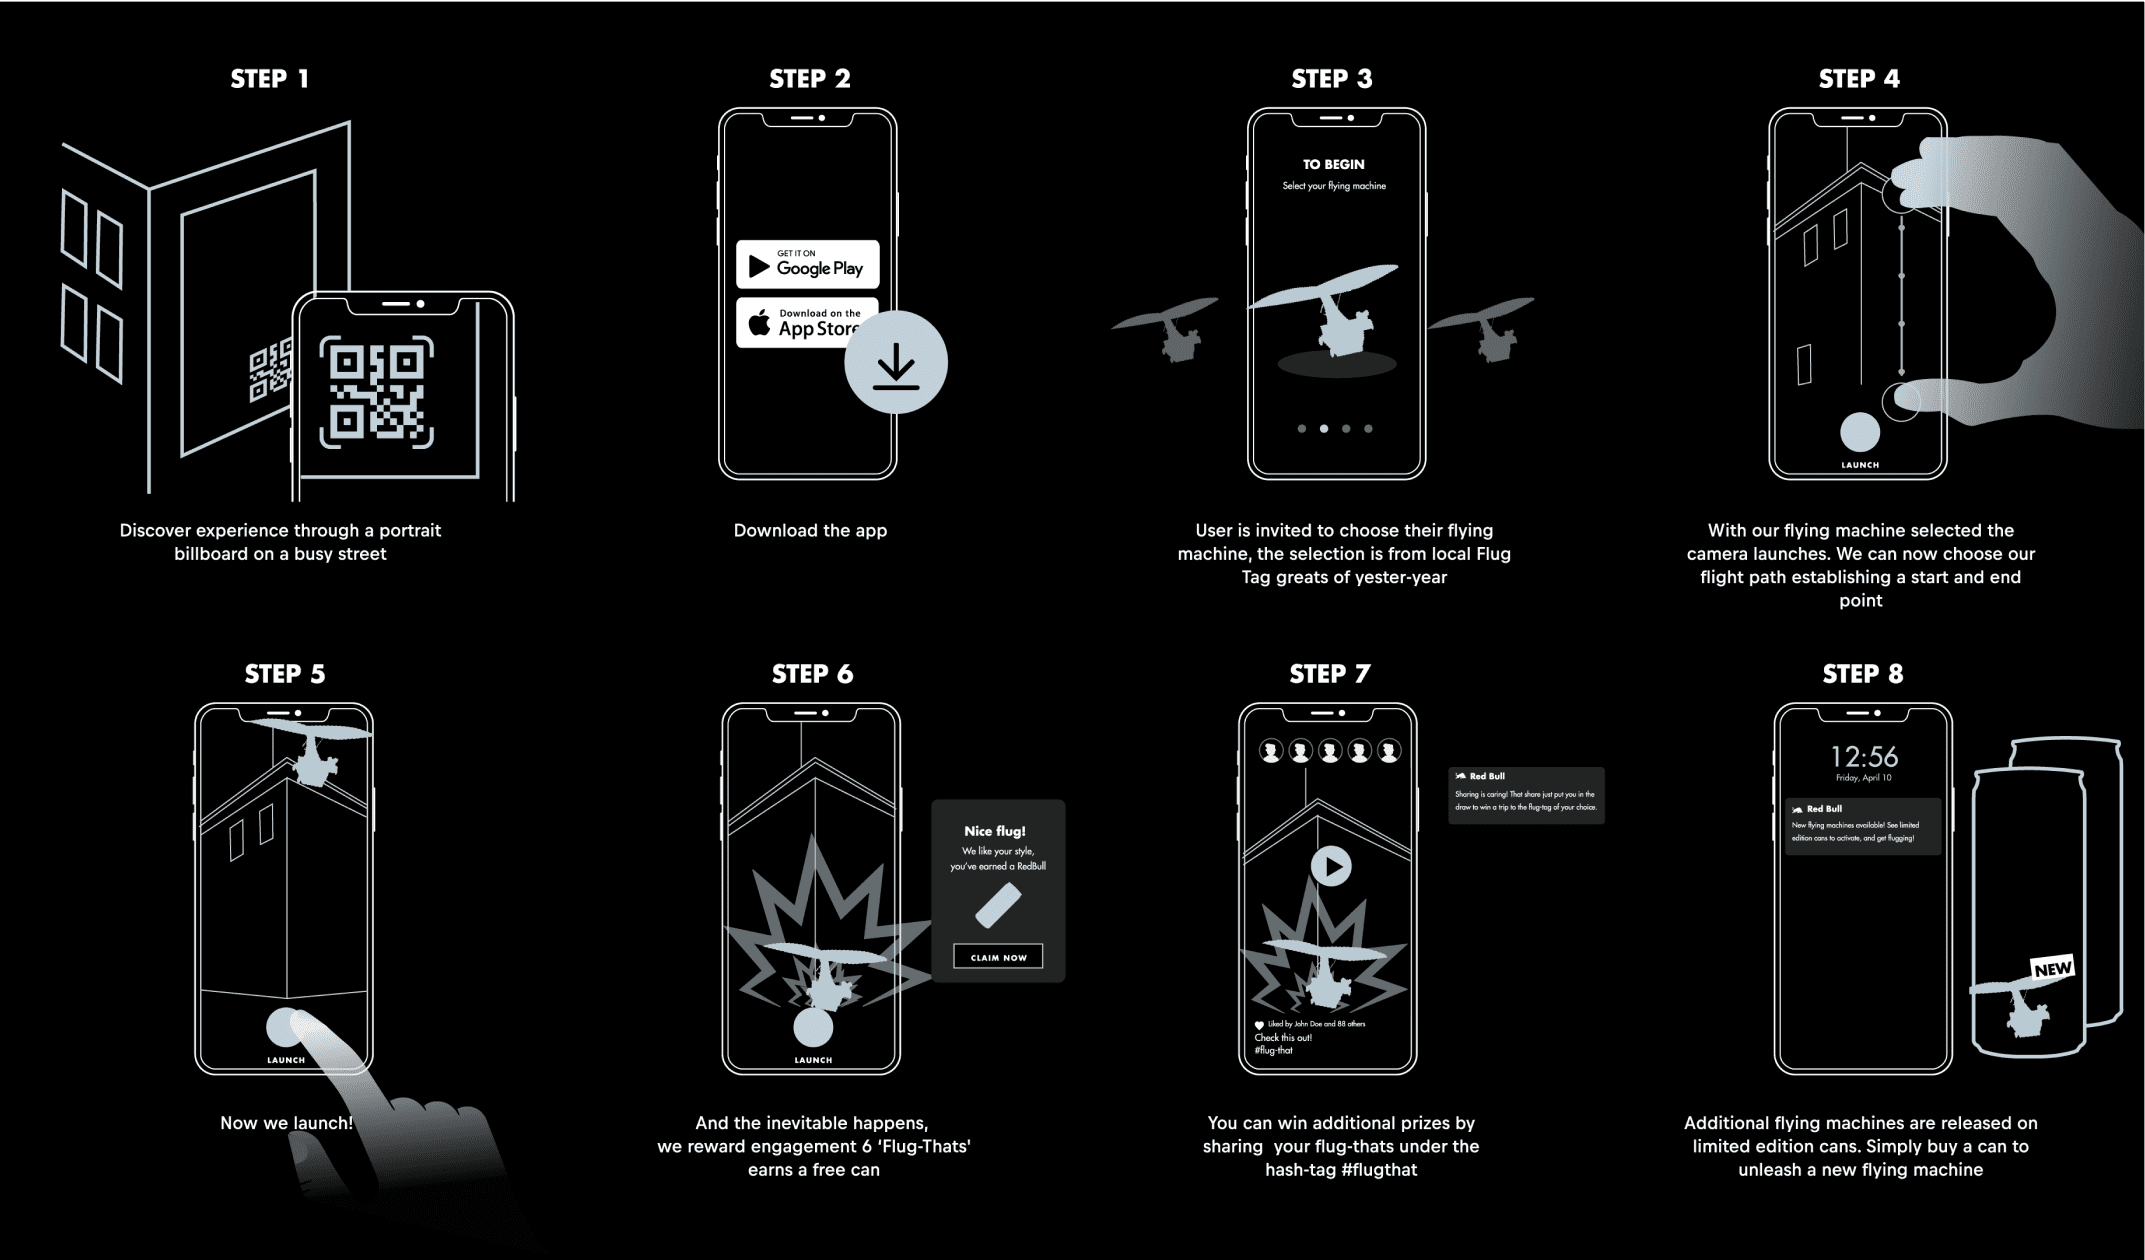 STEP 1
Discover experience through a portrait
billboard on a busy street
STEP 2
GET IT ON
Google Play
Download on the
App Store
Download the app
STEP 3
TO BEGIN
Select your flying machine
User is invited to choose their flying
machine, the selection is from local Flug
Tag greats of yester-year
STEP 4
LAUNCH
With our flying machine selected the
camera launches. We can now choose our
flight path establishing a start and end
point
STEP 5
LAUNCH
Now we launch!
STEP 6
LAUNCH
Nice flug!
We like your style,
you've earned a RedBull
CLAIM NOW
And the inevitable happens,
we reward engagement 6 ‘Flug-Thats’
earns a free can
STEP 7
Liked by John Doe and 88 others
Check this out!
#flug-that
Red Bull
Sharing is caring! That share just put you in the
draw to win a trip to the flug-tag of your choice.
You can win additional prizes by
sharing your flug-thats under the
hash-tag #flugthat
STEP 8
12:56
Friday, April 10
Red Bull
New flying machines available! See limited
edition cans to activate, and get flugging!
NEW
Additional flying machines are released on
limited edition cans. Simply buy a can to
unleash a new flying machine